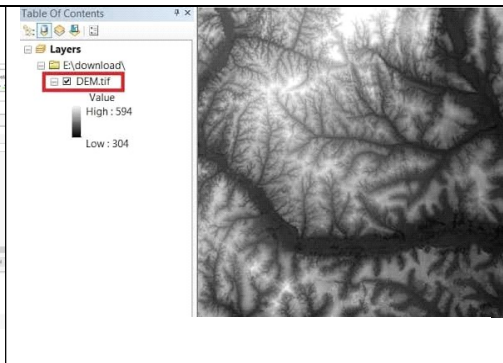 Table Of Contents
Layers
E:\download\
DEM.tif
Value
High : 594
Low : 304